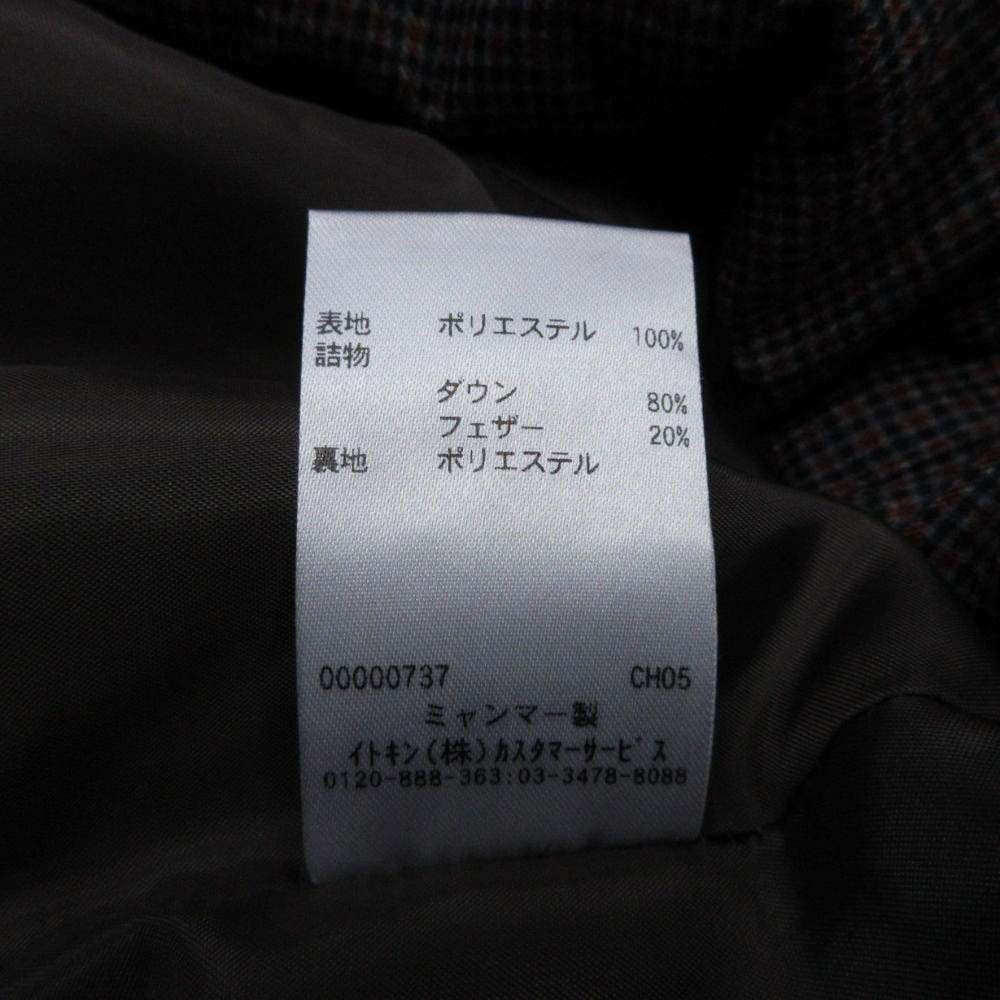 表地 ポリエステル 100%
詰物
ダウン 80%
フェザー 20%
裏地 ポリエステル
00000737 CH05
ミャンマー製
ｲﾄｷﾝ(株)ｶｽﾀﾏｰｻｰﾋﾞｽ
0120-888-363:03-3478-8088